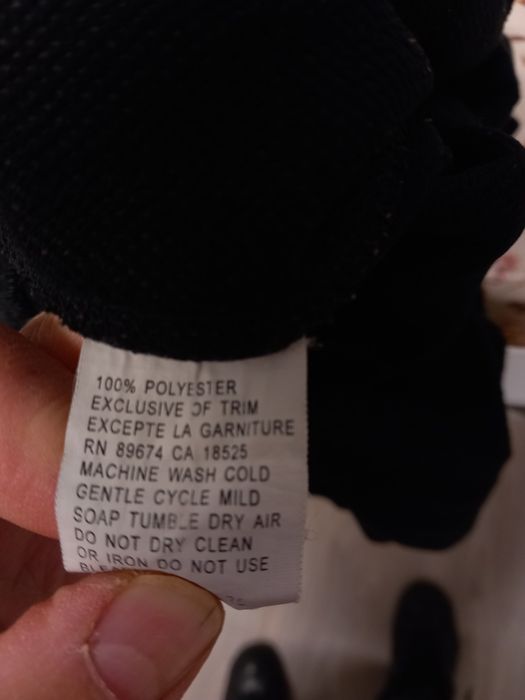 100% POLYESTER
EXCLUSIVE OF TRIM
EXCEPTE LA GARNITURE
RN 89674 CA 18525
MACHINE WASH COLD
GENTLE CYCLE MILD
SOAP TUMBLE DRY AIR
DO NOT DRY CLEAN
OR IRON DO NOT USE